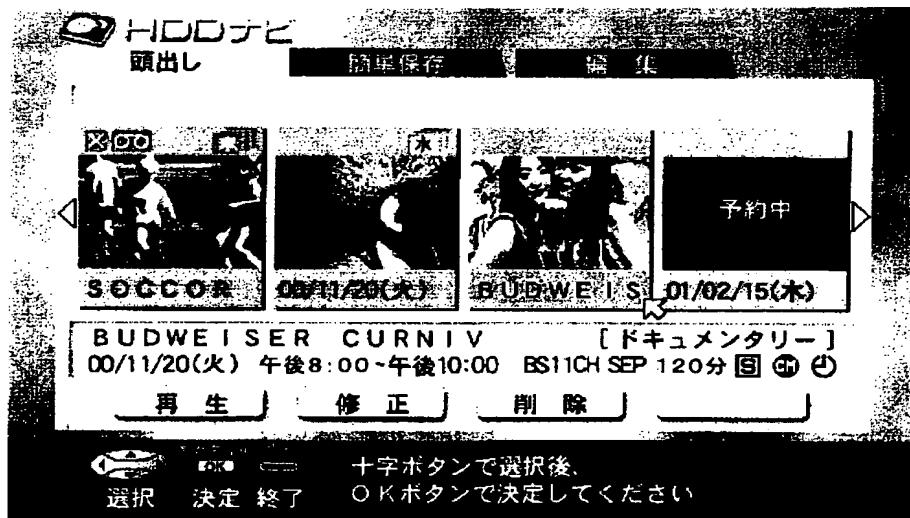 HDDナビ
頭出し 簡単保存 編集
水
予約中
SOCCOR 00/11/20(火) BUDWEIS 01/02/15(木)
BUDWEISER CURNIV [ドキュメンタリー]
00/11/20(火) 午後8:00~午後10:00 BS11CH SEP 120分 S CH
再生 修正 削除
OK
選択 決定 終了
十字ボタンで選択後、
OKボタンで決定してください